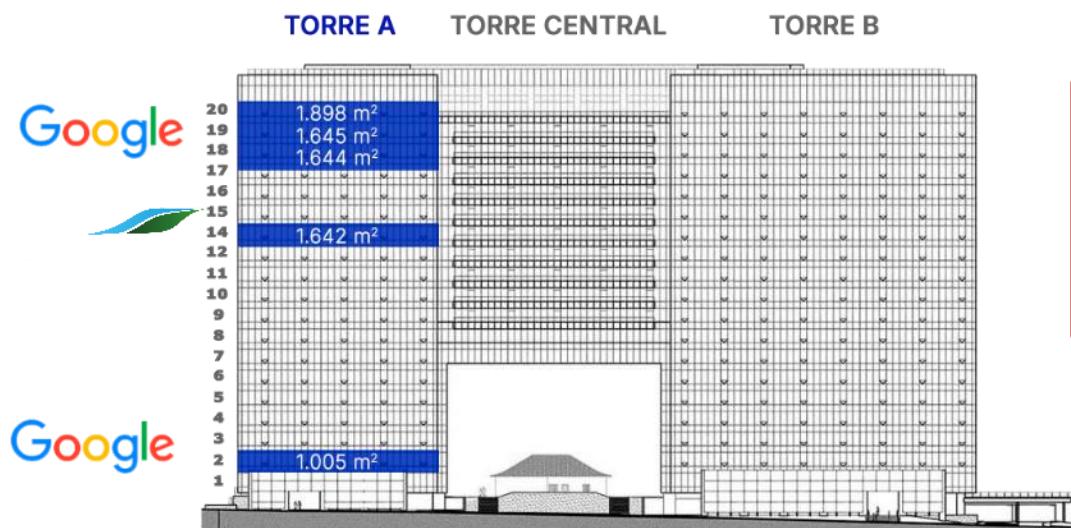 TORRE A TORRE CENTRAL TORRE B
Google
20 1.898 m²
19 1.645 m²
18 1.644 m²
17
16
15
14 1.642 m²
12
11
10
9
8
7
6
5
4
3
Google
2 1.005 m²
1